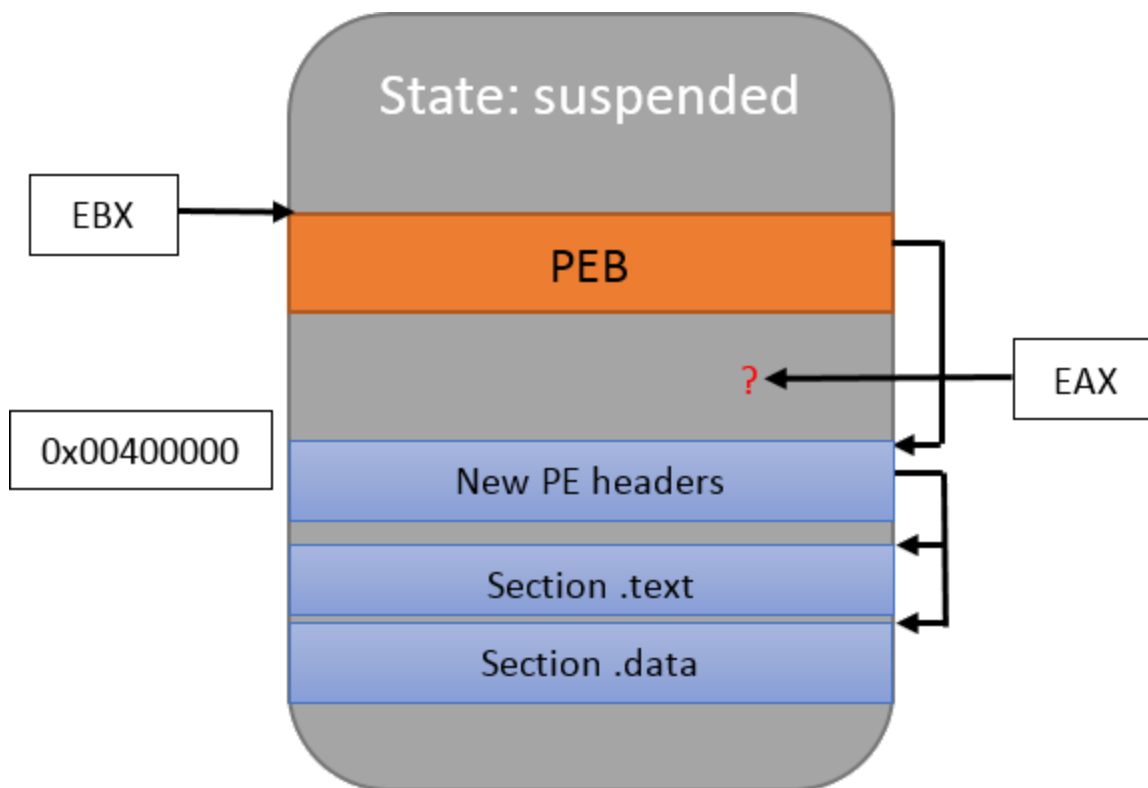 State: suspended
EBX
PEB
?
EAX
0x00400000
New PE headers
Section .text
Section .data